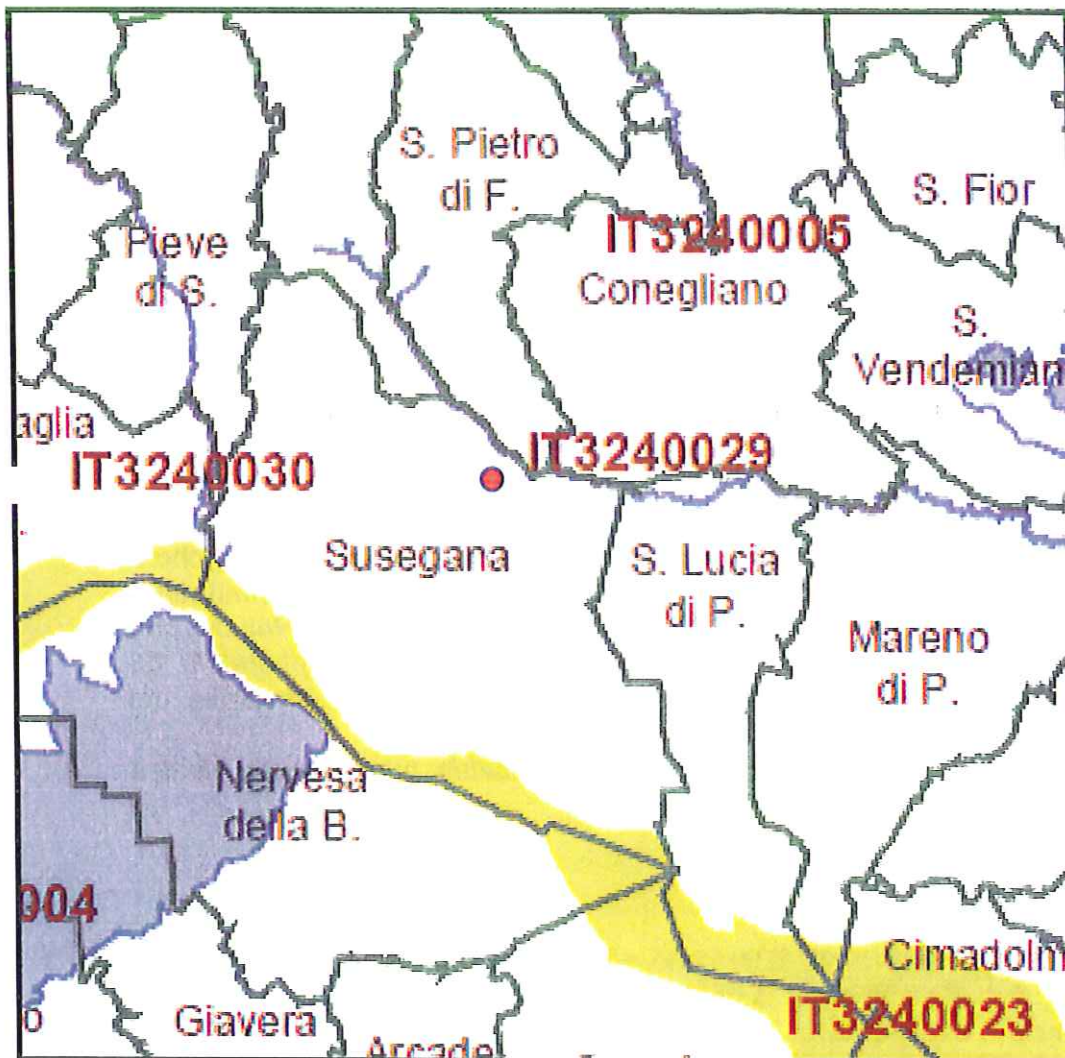 S. Pietro
di F.
S. Fior
IT3240005
Pieve
di S.
Conegliano
S.
Vendemian
aglia
IT3240030
IT3240029
Susegana
S. Lucia
di P.
Mareno
di P.
Nervesa
della B.
004
Cimadolm
Giavera
IT3240023
Arcade